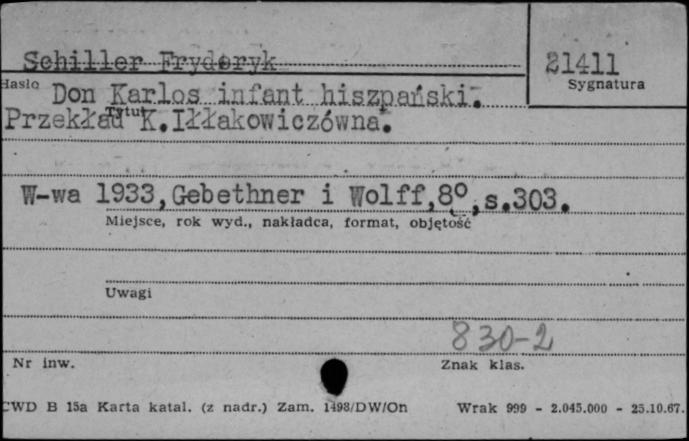 Schiller Fryderyk
21411
Hasło
Sygnatura
Don Karlos infant hiszpański.
Tytuł
Przekład K.Iłłakowiczówna.
W-wa 1933,Gebethner i Wolff,8°,s.303.
Miejsce, rok wyd., nakładca, format, objętość
Uwagi
830-2
Nr inw.
Znak klas.
CWD B 15a Karta katal. (z nadr.) Zam. 1498/DW/On
Wrak 999 - 2.045.000 - 25.10.67.